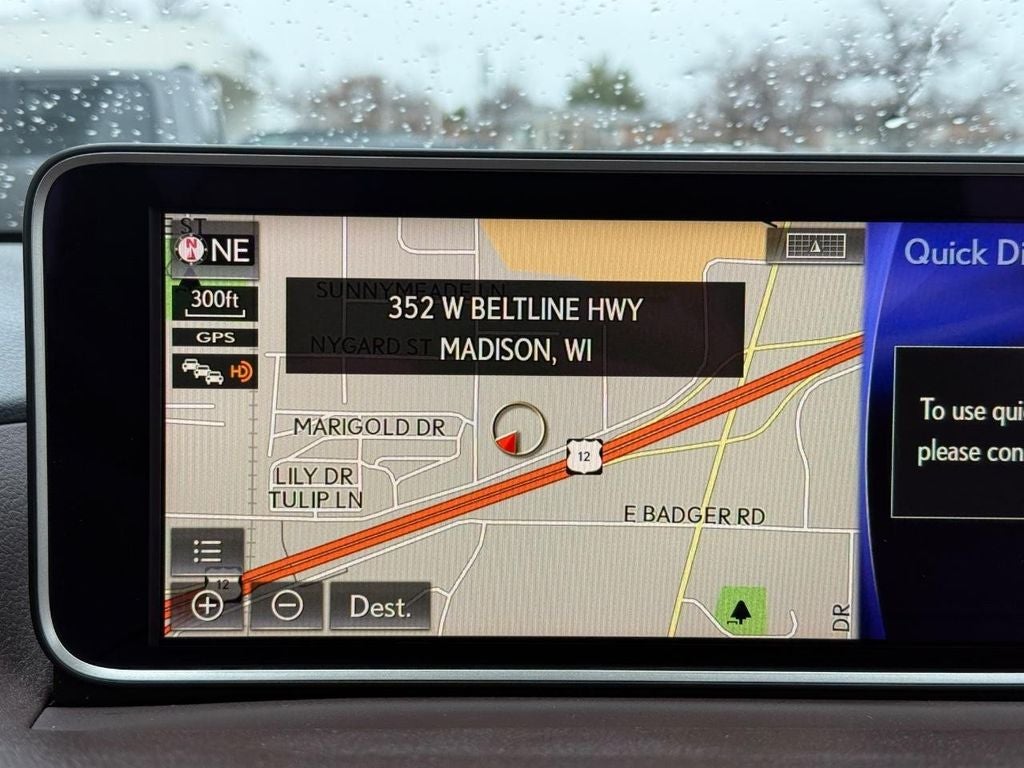 E ST
N
NE
Quick Di
300ft
SUNNYMEADE LN
352 W BELTLINE HWY
GPS
NYGARD ST
MADISON, WI
HD
To use qui
MARIGOLD DR
please con
12
LILY DR
TULIP LN
E BADGER RD
12
Dest.
DR